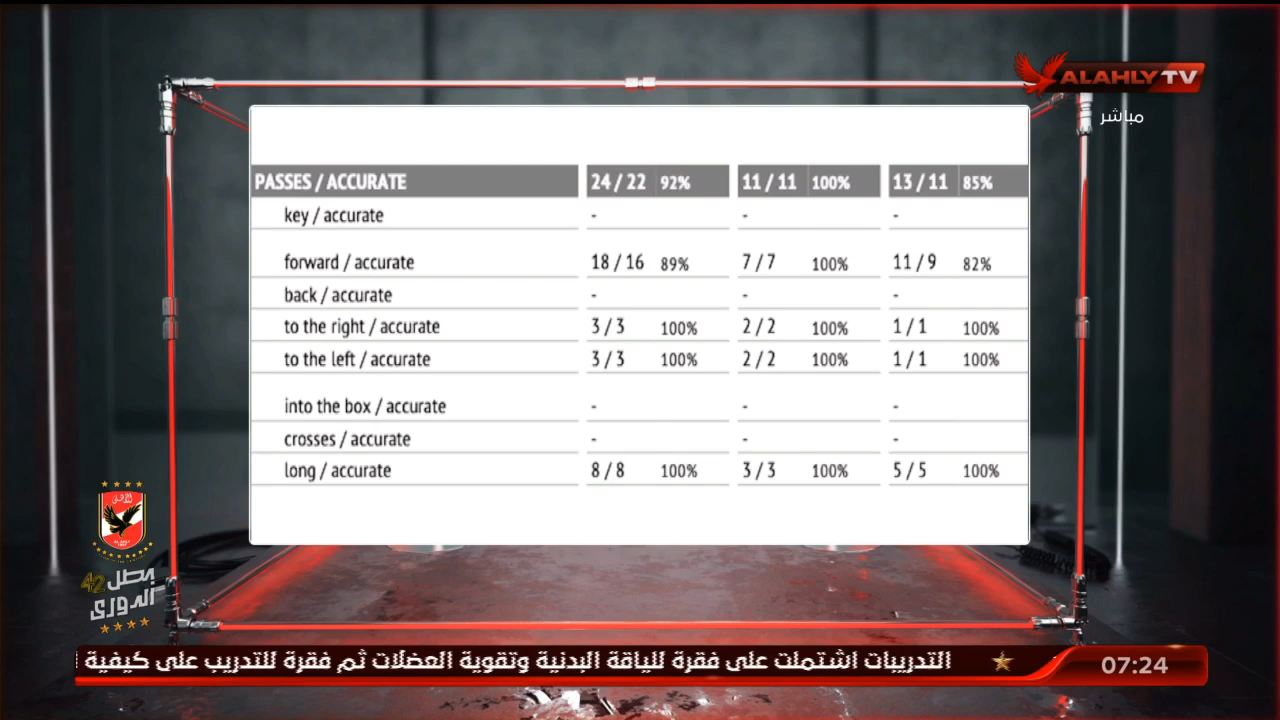 ALAHLY TV
مباشر
PASSES / ACCURATE 24 / 22 92% 11 / 11 100% 13 / 11 85%
key / accurate - - -
forward / accurate 18 / 16 89% 7 / 7 100% 11 / 9 82%
back / accurate - - -
to the right / accurate 3 / 3 100% 2 / 2 100% 1 / 1 100%
to the left / accurate 3 / 3 100% 2 / 2 100% 1 / 1 100%
into the box / accurate - - -
crosses / accurate - - -
long / accurate 8 / 8 100% 3 / 3 100% 5 / 5 100%
بطل 42
الدوري
التدريبات اشتملت على فقرة للياقة البدنية وتقوية العضلات ثم فقرة للتدريب على كيفية
07:24